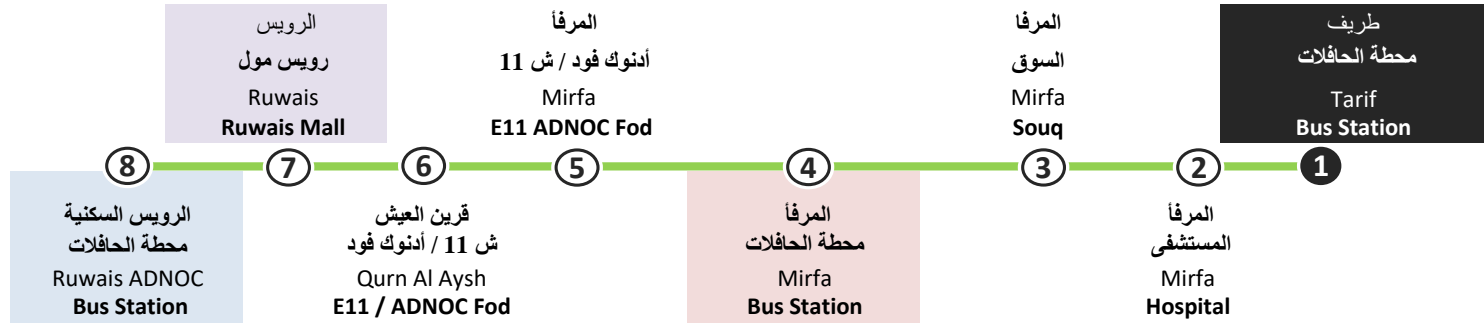 طريف
محطة الحافلات
Tarif
Bus Station
المرفا
السوق
Mirfa
Souq
المرفأ
أدنوك فود / ش 11
Mirfa
E11 ADNOC Fod
الرويس
رويس مول
Ruwais
Ruwais Mall
8 7 6 5 4 3 2 1
المرفأ
المستشفى
Mirfa
Hospital
المرفأ
محطة الحافلات
Mirfa
Bus Station
قرين العيش
ش 11 / أدنوك فود
Qurn Al Aysh
E11 / ADNOC Fod
الرويس السكنية
محطة الحافلات
Ruwais ADNOC
Bus Station